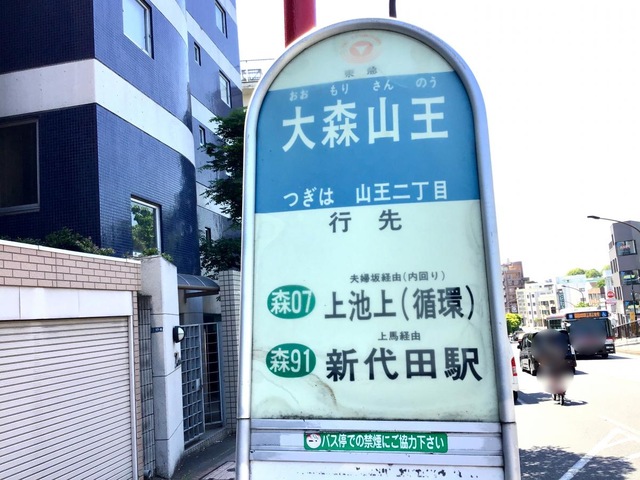 東急
おおもりさんのう
大森山王
つぎは 山王二丁目
行先
夫婦坂経由(内回り)
森07 上池上(循環)
上馬経由
森91 新代田駅
バス停での禁煙にご協力下さい